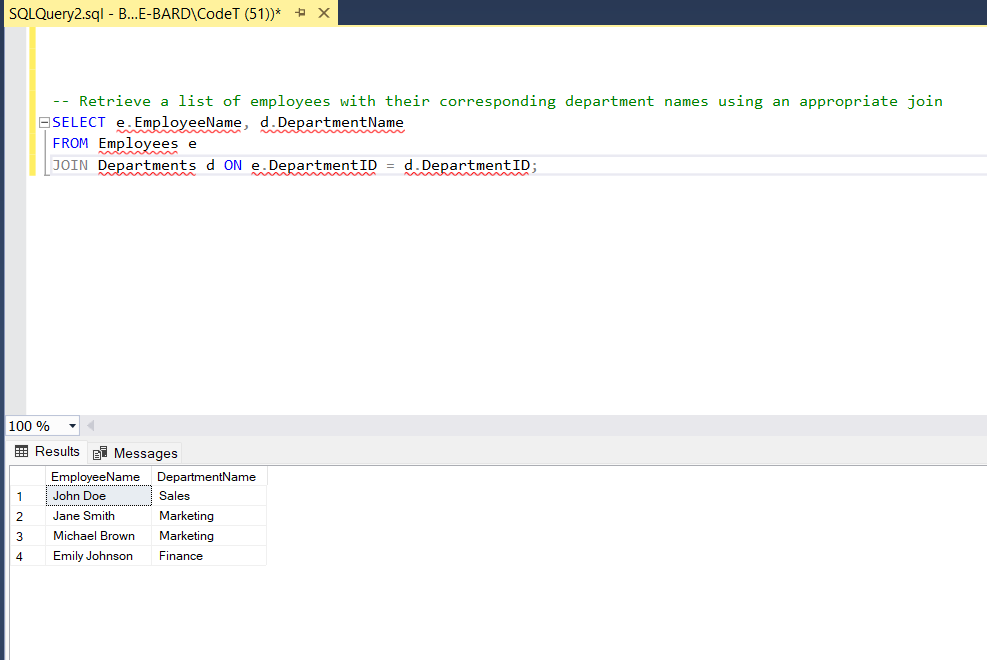 SQLQuery2.sql - B...E-BARD\CodeT (51))*
-- Retrieve a list of employees with their corresponding department names using an appropriate join
SELECT e.EmployeeName, d.DepartmentName
FROM Employees e
JOIN Departments d ON e.DepartmentID = d.DepartmentID;
100 %
Results Messages
EmployeeName DepartmentName
1 John Doe Sales
2 Jane Smith Marketing
3 Michael Brown Marketing
4 Emily Johnson Finance